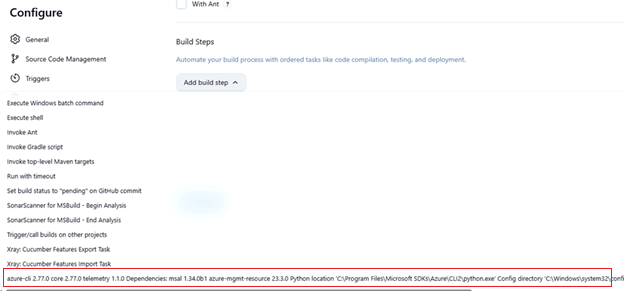 Configure
With Ant ?
General
Source Code Management
Triggers
Build Steps
Automate your build process with ordered tasks like code compilation, testing, and deployment.
Add build step
Execute Windows batch command
Execute shell
Invoke Ant
Invoke Gradle script
Invoke top-level Maven targets
Run with timeout
Set build status to "pending" on GitHub commit
SonarScanner for MSBuild - Begin Analysis
SonarScanner for MSBuild - End Analysis
Trigger/call builds on other projects
Xray: Cucumber Features Export Task
Xray: Cucumber Features Import Task
azure-cli 2.77.0 core 2.77.0 telemetry 1.1.0 Dependencies: msal 1.34.0b1 azure-mgmt-resource 23.3.0 Python location 'C:\Program Files\Microsoft SDKs\Azure\CLI2\python.exe' Config directory 'C:\Windows\system32\confi